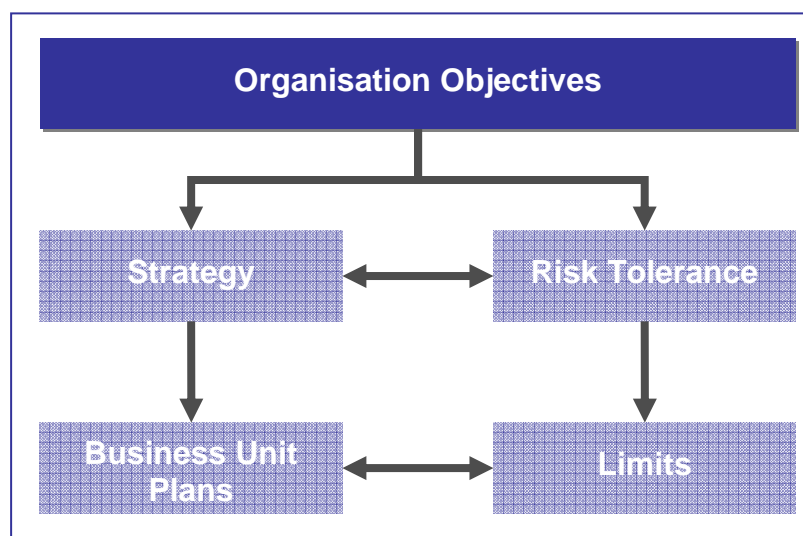 Organisation Objectives
Strategy
Risk Tolerance
Business Unit
Plans
Limits